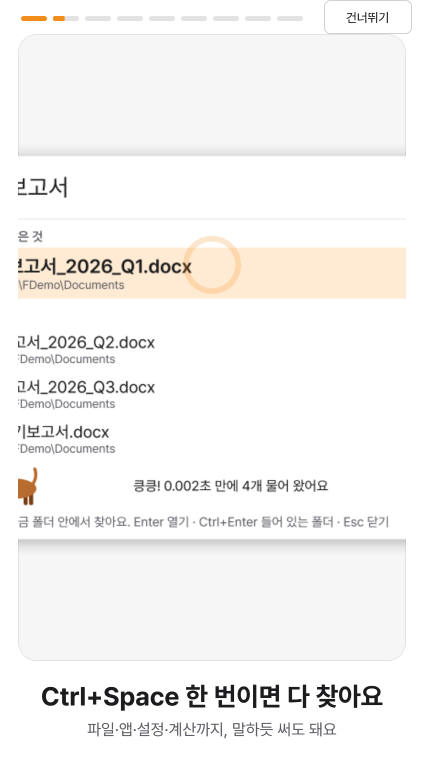 건너뛰기
보고서
은 것
보고서_2026_Q1.docx
\FDemo\Documents
고서_2026_Q2.docx
FDemo\Documents
고서_2026_Q3.docx
FDemo\Documents
기보고서.docx
FDemo\Documents
킁킁! 0.002초 만에 4개 물어 왔어요
금 폴더 안에서 찾아요. Enter 열기 · Ctrl+Enter 들어 있는 폴더 · Esc 닫기
Ctrl+Space 한 번이면 다 찾아요
파일·앱·설정·계산까지, 말하듯 써도 돼요